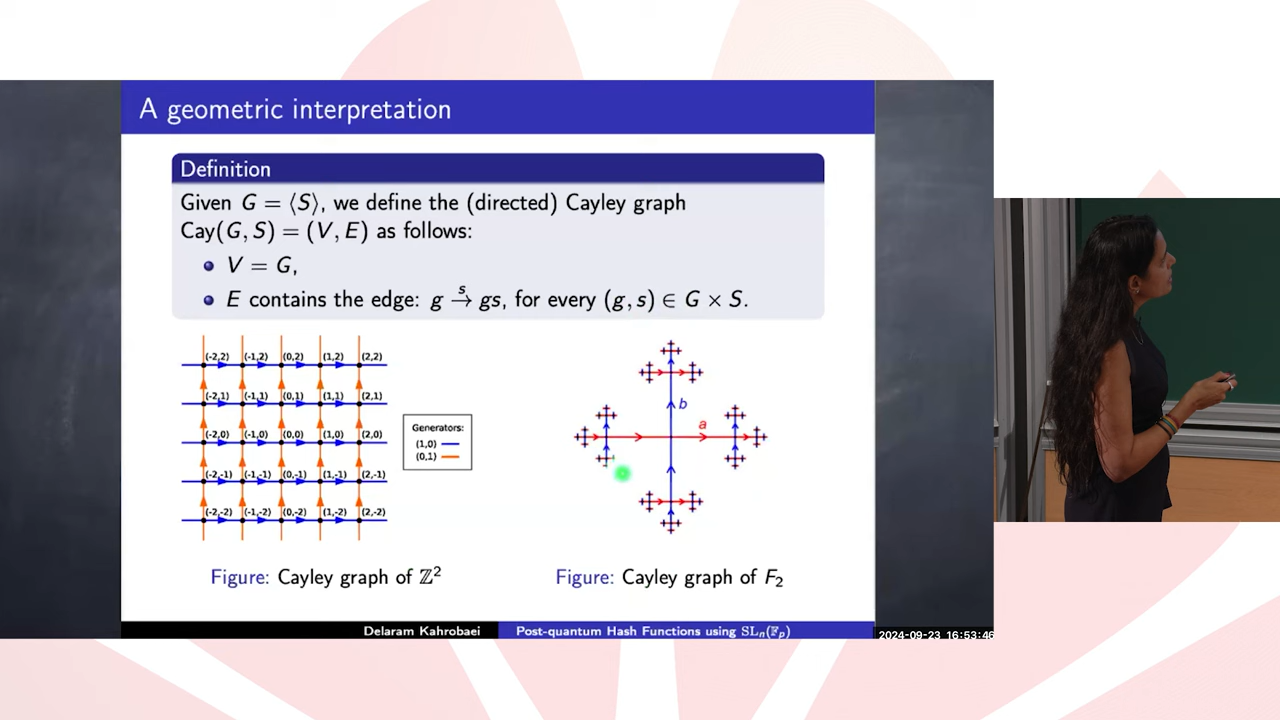 A geometric interpretation
Definition
Given G = ⟨S⟩, we define the (directed) Cayley graph
Cay(G, S) = (V, E) as follows:
V = G,
E contains the edge: g →s gs, for every (g, s) ∈ G × S.
(-2,2) (-1,2) (0,2) (1,2) (2,2)
(-2,1) (-1,1) (0,1) (1,1) (2,1)
(-2,0) (-1,0) (0,0) (1,0) (2,0)
(-2,-1) (-1,-1) (0,-1) (1,-1) (2,-1)
(-2,-2) (-1,-2) (0,-2) (1,-2) (2,-2)
Generators:
(1,0)
(0,1)
b
a
Figure: Cayley graph of ℤ²
Figure: Cayley graph of F₂
Delaram Kahrobaei
Post-quantum Hash Functions using SLₙ(𝔽ₚ)
2024-09-23 16:53:46